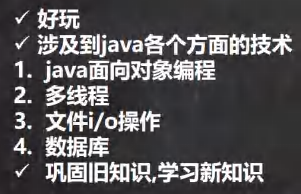 ✓ 好玩
✓ 涉及到java各个方面的技术
1. java面向对象编程
2. 多线程
3. 文件i/o操作
4. 数据库
✓ 巩固旧知识,学习新知识